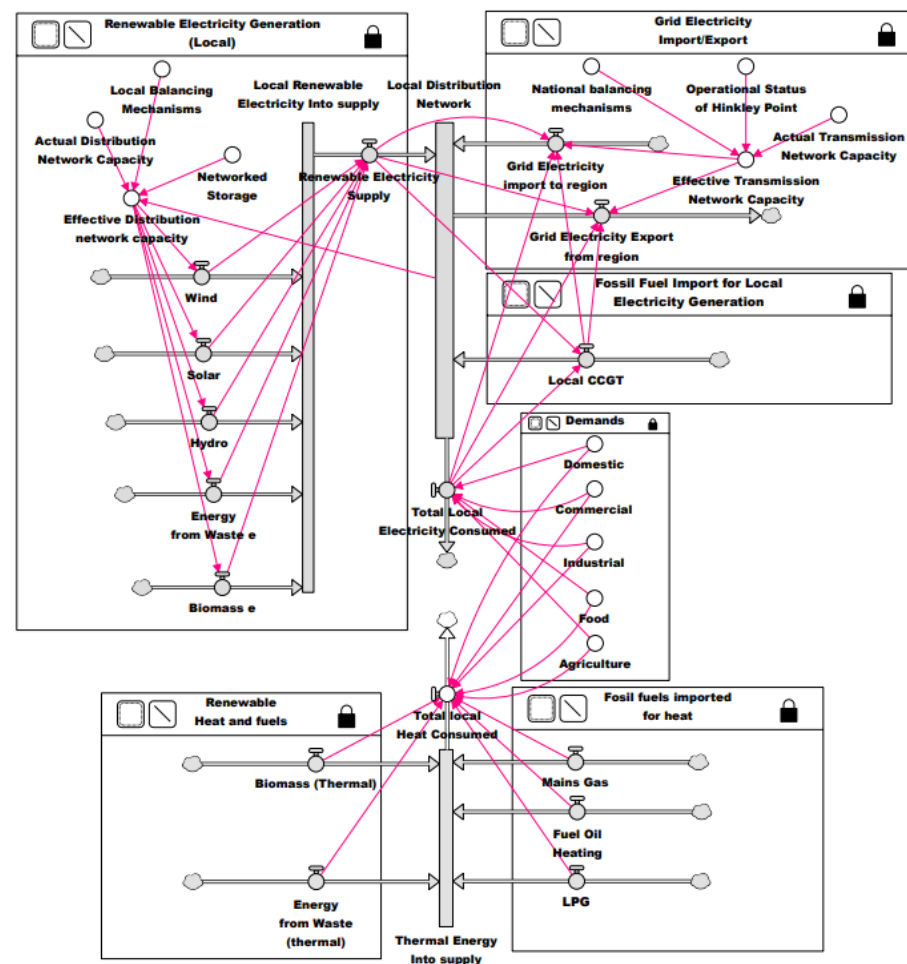 Renewable Electricity Generation
(Local)
Grid Electricity
Import/Export
Local Balancing
Mechanisms
Actual Distribution
Network Capacity
Networked
Storage
Effective Distribution
network capacity
Local Renewable
Electricity Into supply
Local Distribution
Network
Renewable Electricity
Supply
National balancing
mechanisms
Operational Status
of Hinkley Point
Actual Transmission
Network Capacity
Grid Electricity
import to region
Effective Transmission
Network Capacity
Grid Electricity Export
from region
Wind
Solar
Hydro
Energy
from Waste e
Biomass e
Fossil Fuel Import for Local
Electricity Generation
Local CCGT
Demands
Domestic
Commercial
Industrial
Food
Agriculture
Total Local
Electricity Consumed
Total local
Heat Consumed
Renewable
Heat and fuels
Biomass (Thermal)
Energy
from Waste
(thermal)
Fosil fuels imported
for heat
Mains Gas
Fuel Oil
Heating
LPG
Thermal Energy
Into supply